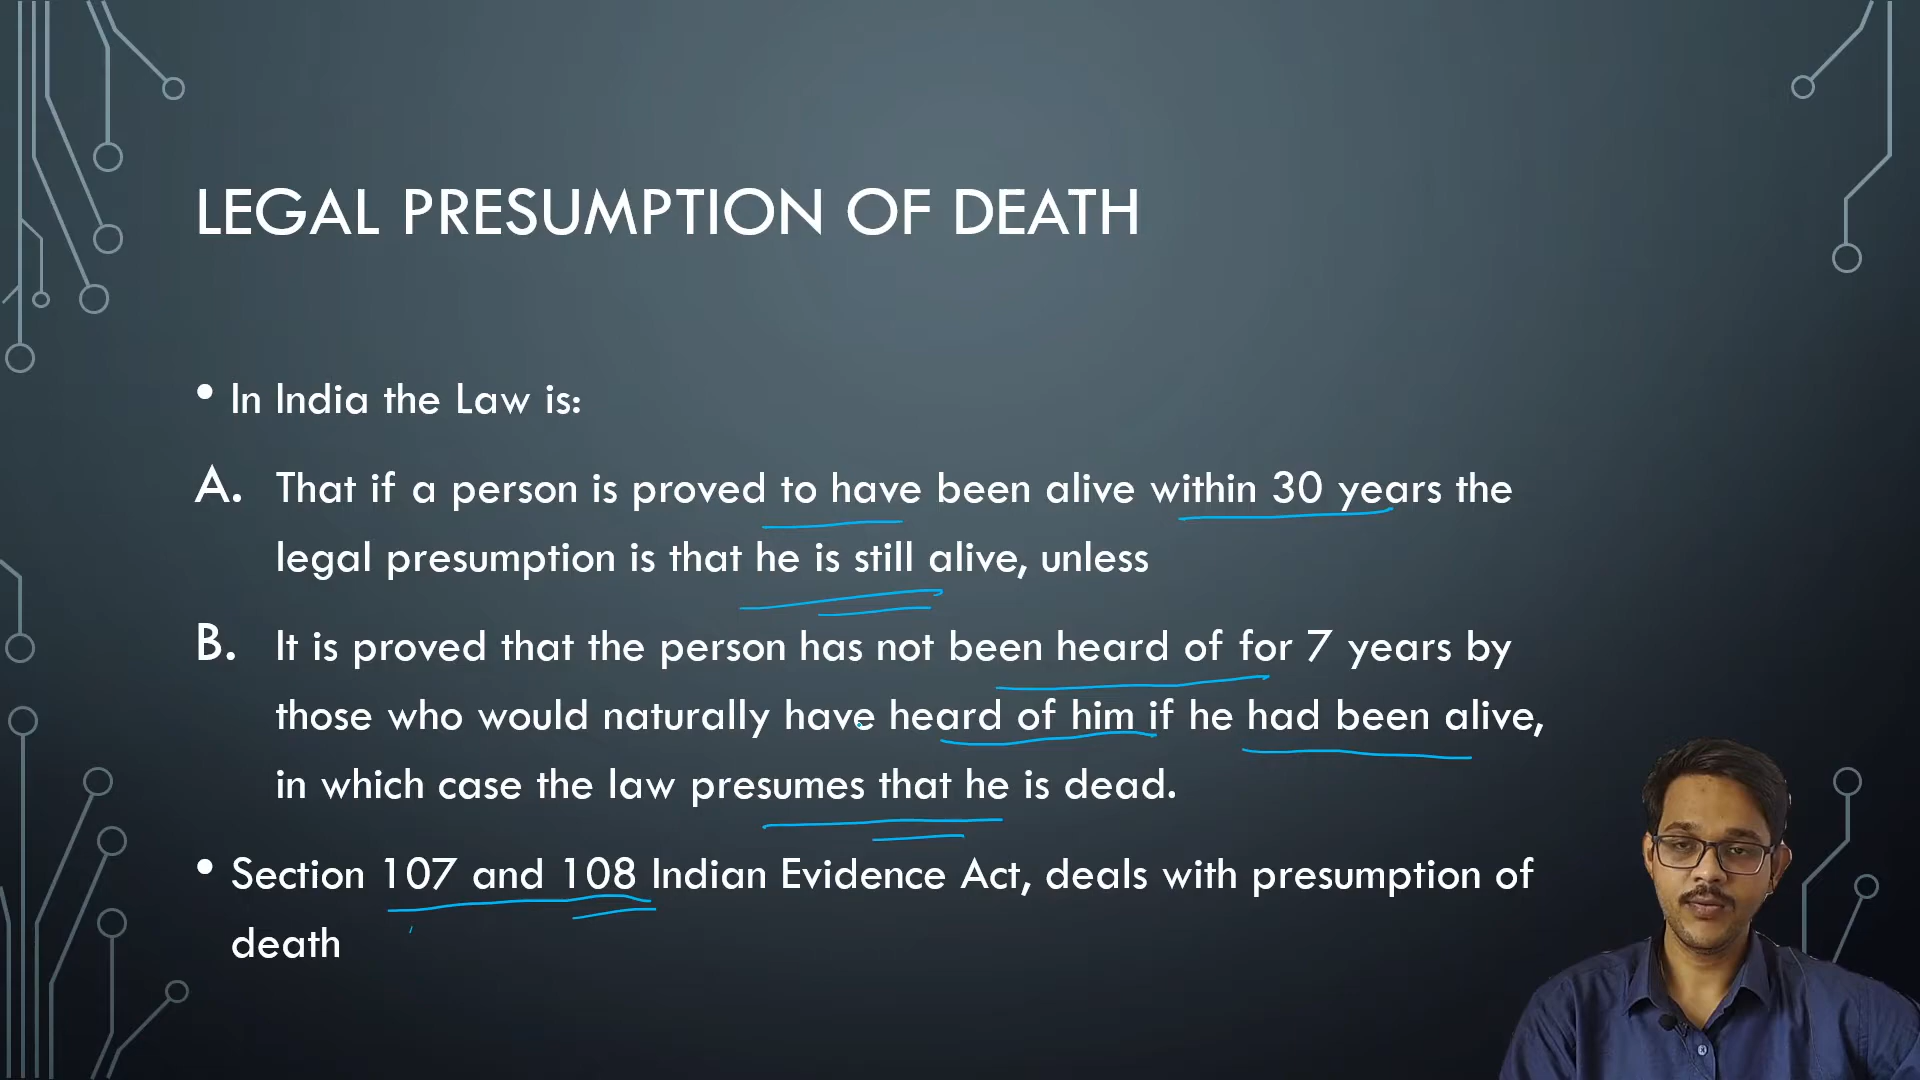 LEGAL PRESUMPTION OF DEATH
• In India the Law is:
A. That if a person is proved to have been alive within 30 years the
legal presumption is that he is still alive, unless
B. It is proved that the person has not been heard of for 7 years by
those who would naturally have heard of him if he had been alive,
in which case the law presumes that he is dead.
• Section 107 and 108 Indian Evidence Act, deals with presumption of
death